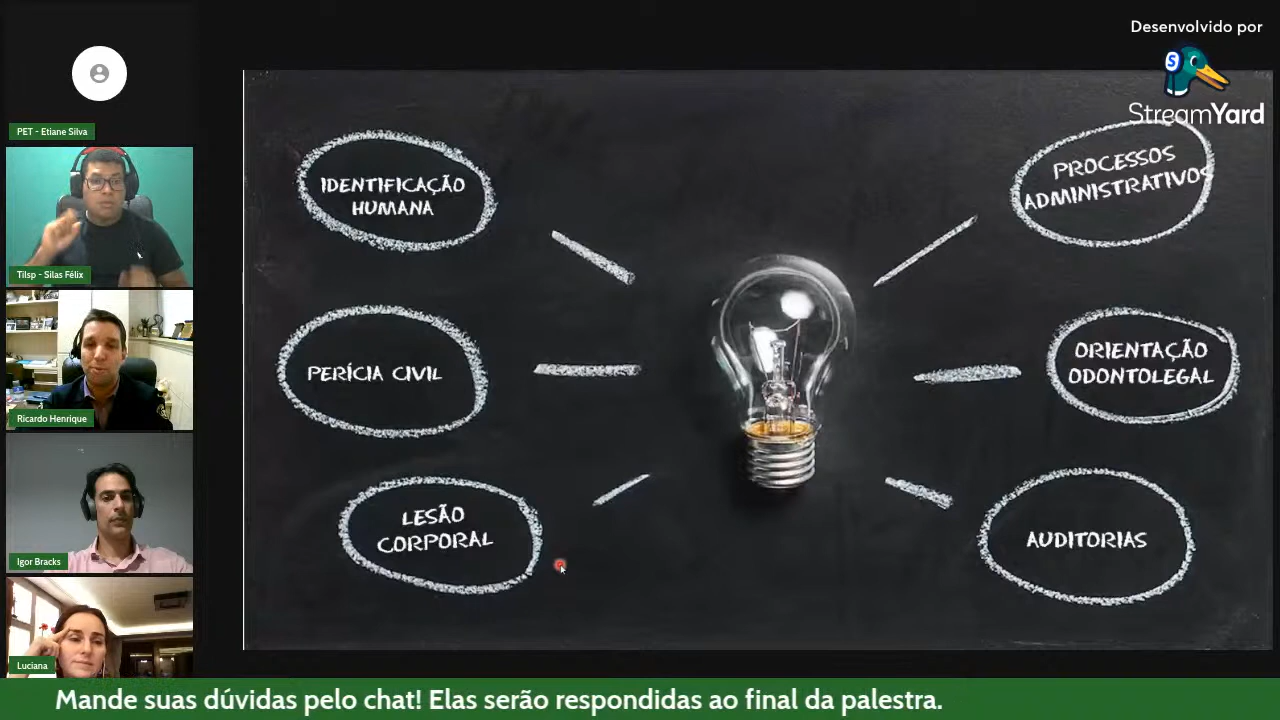 Desenvolvido por
S
StreamYard
PET - Etiane Silva
Tilsp - Silas Félix
Ricardo Henrique
Igor Bracks
Luciana
IDENTIFICAÇÃO
HUMANA
PERÍCIA CIVIL
LESÃO
CORPORAL
PROCESSOS
ADMINISTRATIVOS
ORIENTAÇÃO
ODONTOLEGAL
AUDITORIAS
Mande suas dúvidas pelo chat! Elas serão respondidas ao final da palestra.